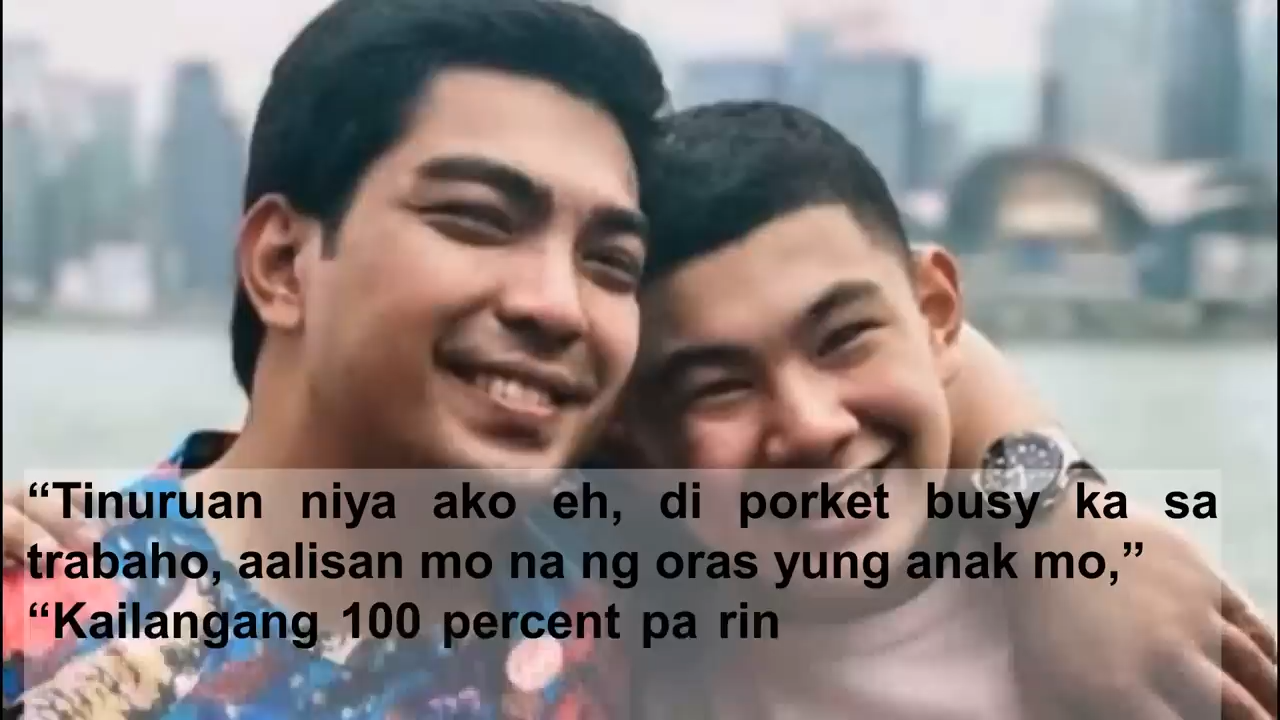 “Tinuruan niya ako eh, di porket busy ka sa
trabaho, aalisan mo na ng oras yung anak mo,”
“Kailangang 100 percent pa rin